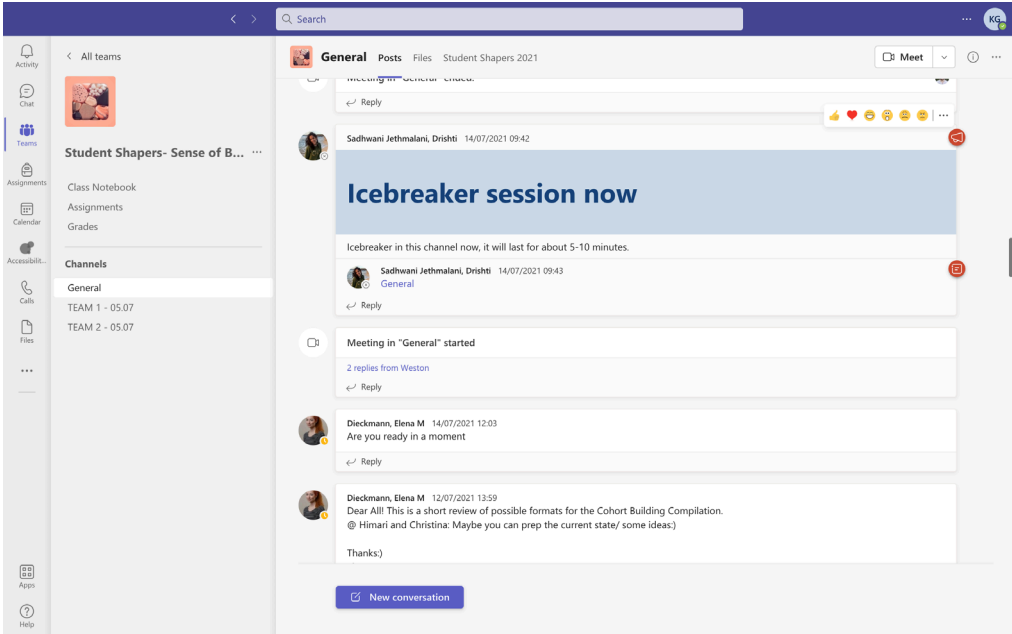 Search
KG
Activity
Chat
Teams
Assignments
Calendar
Accessibilit...
Calls
Files
Apps
Help
All teams
Student Shapers- Sense of B...
Class Notebook
Assignments
Grades
Channels
General
TEAM 1 - 05.07
TEAM 2 - 05.07
General Posts Files Student Shapers 2021
Meet
Meeting in "General" ended.
Reply
Sadhwani Jethmalani, Drishti 14/07/2021 09:42
Icebreaker session now
Icebreaker in this channel now, it will last for about 5-10 minutes.
Sadhwani Jethmalani, Drishti 14/07/2021 09:43
General
Reply
Meeting in "General" started
2 replies from Weston
Reply
Dieckmann, Elena M 14/07/2021 12:03
Are you ready in a moment
Reply
Dieckmann, Elena M 12/07/2021 13:59
Dear All! This is a short review of possible formats for the Cohort Building Compilation.
@ Himari and Christina: Maybe you can prep the current state/ some ideas:)
Thanks:)
New conversation